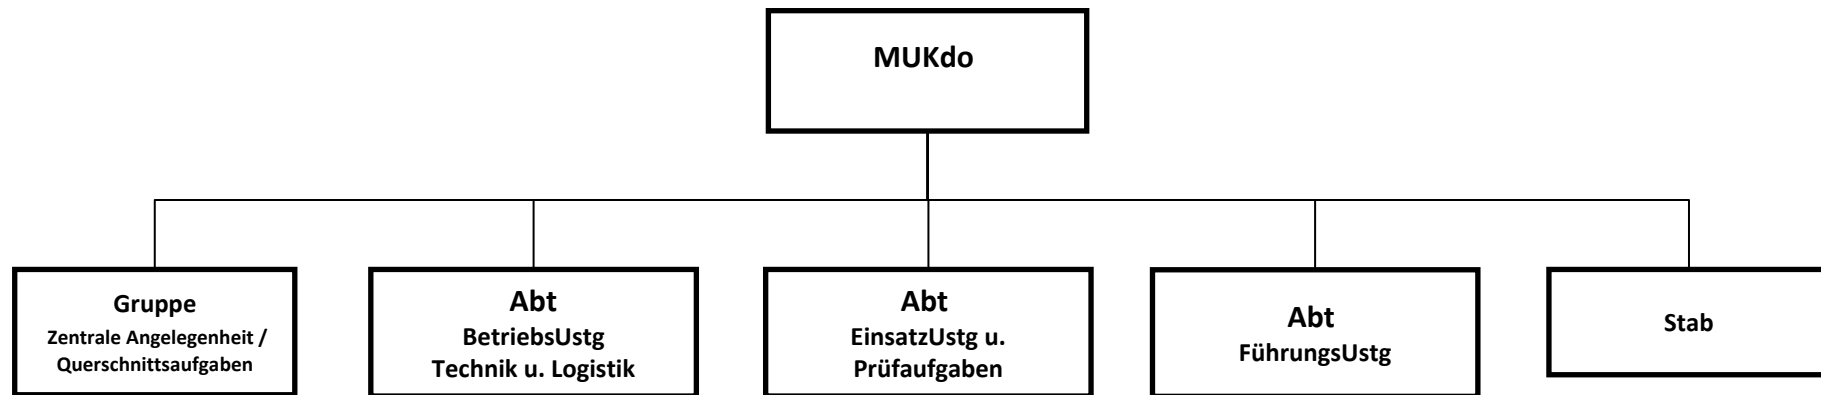 MUKdo
Gruppe
Zentrale Angelegenheit /
Querschnittsaufgaben
Abt
BetriebsUstg
Technik u. Logistik
Abt
EinsatzUstg u.
Prüfaufgaben
Abt
FührungsUstg
Stab